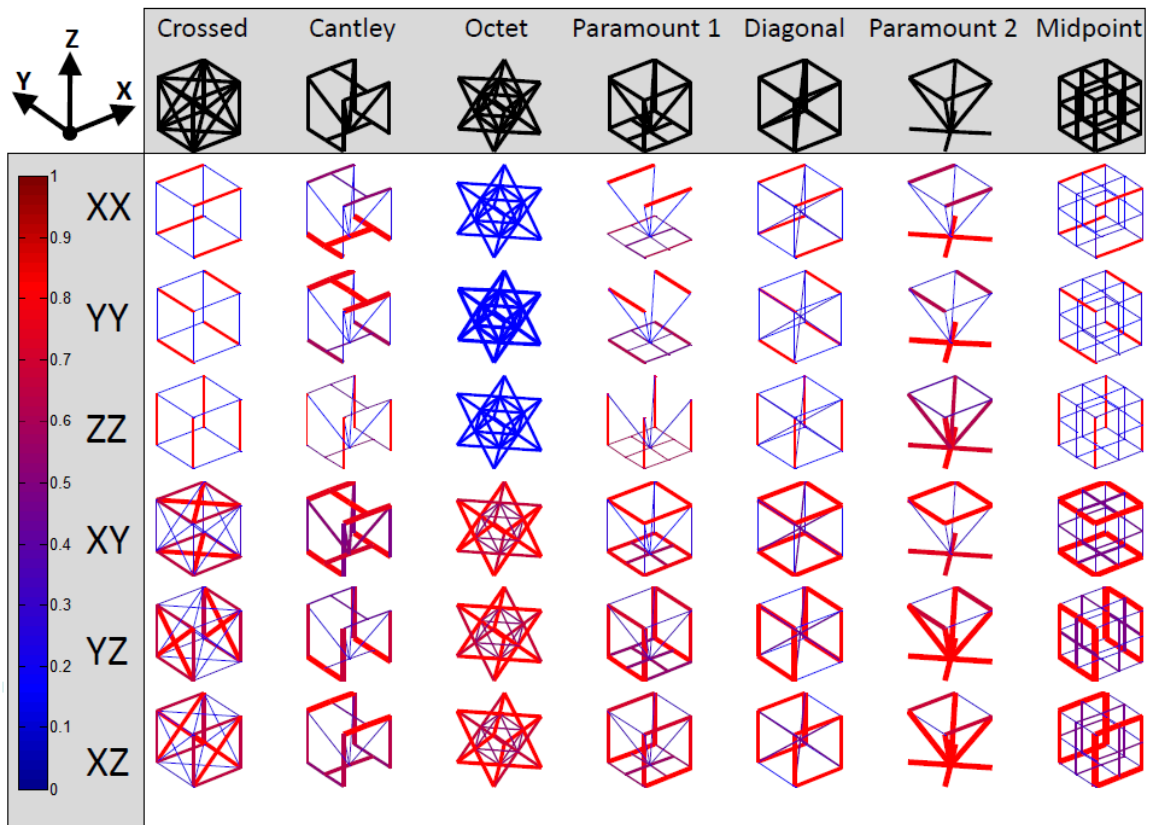 Crossed Cantley Octet Paramount 1 Diagonal Paramount 2 Midpoint
Z
Y
X
1
XX
0.9
0.8
YY
0.7
0.6
ZZ
0.5
XY
0.4
0.3
YZ
0.2
0.1
XZ
0